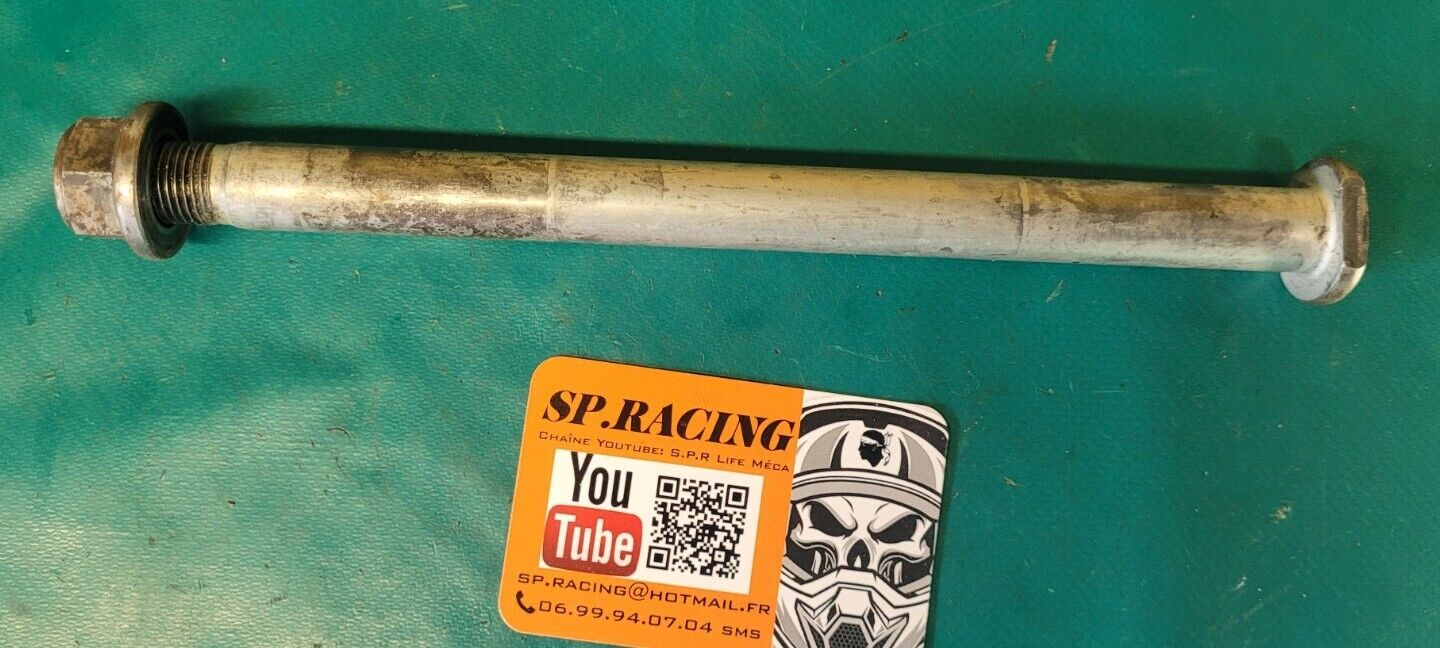 SP.RACING
CHAÎNE YOUTUBE: S.P.R LIFE MÉCA
You
Tube
SP.RACING@HOTMAIL.FR
06.99.94.07.04 SMS